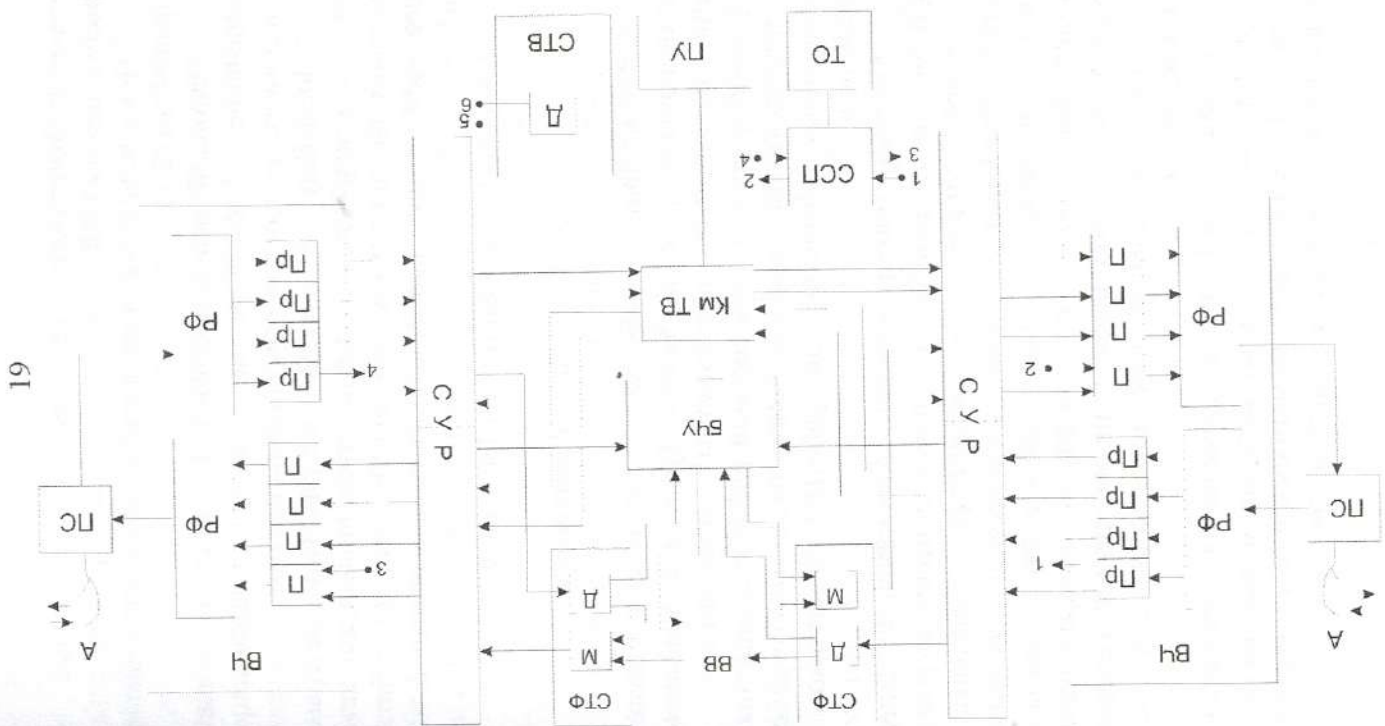 19
СТВ
ПУ
ТО
Д
5
6
ССП
1
3
2
4
РФ
Пр
Пр
Пр
Пр
4
Км ТВ
РФ
П
П
П
П
2
С У Р
С У Р
БЧУ
ПС
РФ
П
П
П
П
3
РФ
Пр
Пр
Пр
Пр
1
ПС
Д
М
М
Д
ВВ
А
ВЧ
СТФ
СТФ
ВЧ
А